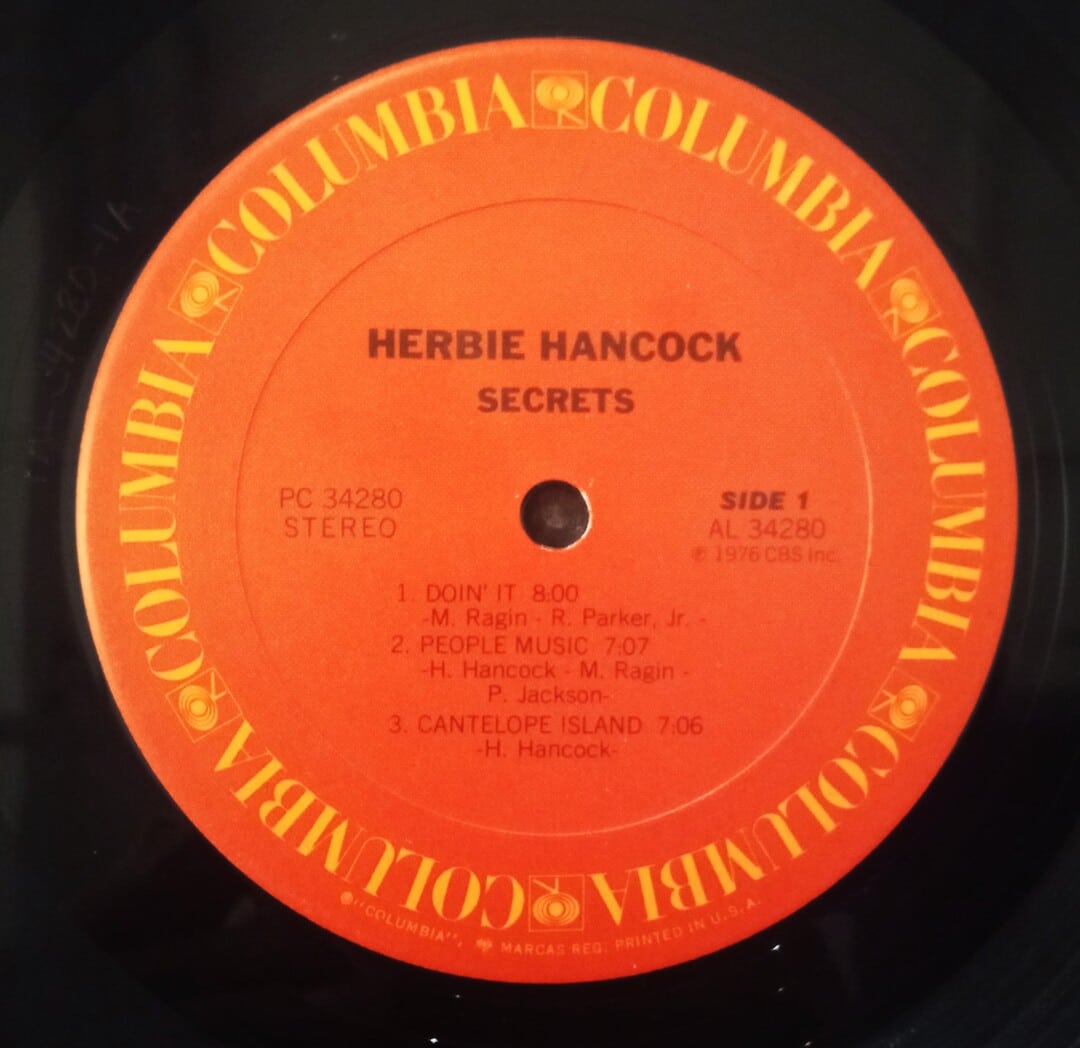 COLUMBIA COLUMBIA COLUMBIA COLUMBIA COLUMBIA COLUMBIA
HERBIE HANCOCK
SECRETS
PC 34280
STEREO
SIDE 1
AL 34280
℗ 1976 CBS Inc.
1. DOIN' IT 8:00
-M. Ragin - R. Parker, Jr. -
2. PEOPLE MUSIC 7:07
-H. Hancock - M. Ragin -
P. Jackson-
3. CANTELOPE ISLAND 7:06
-H. Hancock-
® "COLUMBIA", MARCAS REG. PRINTED IN U.S.A.